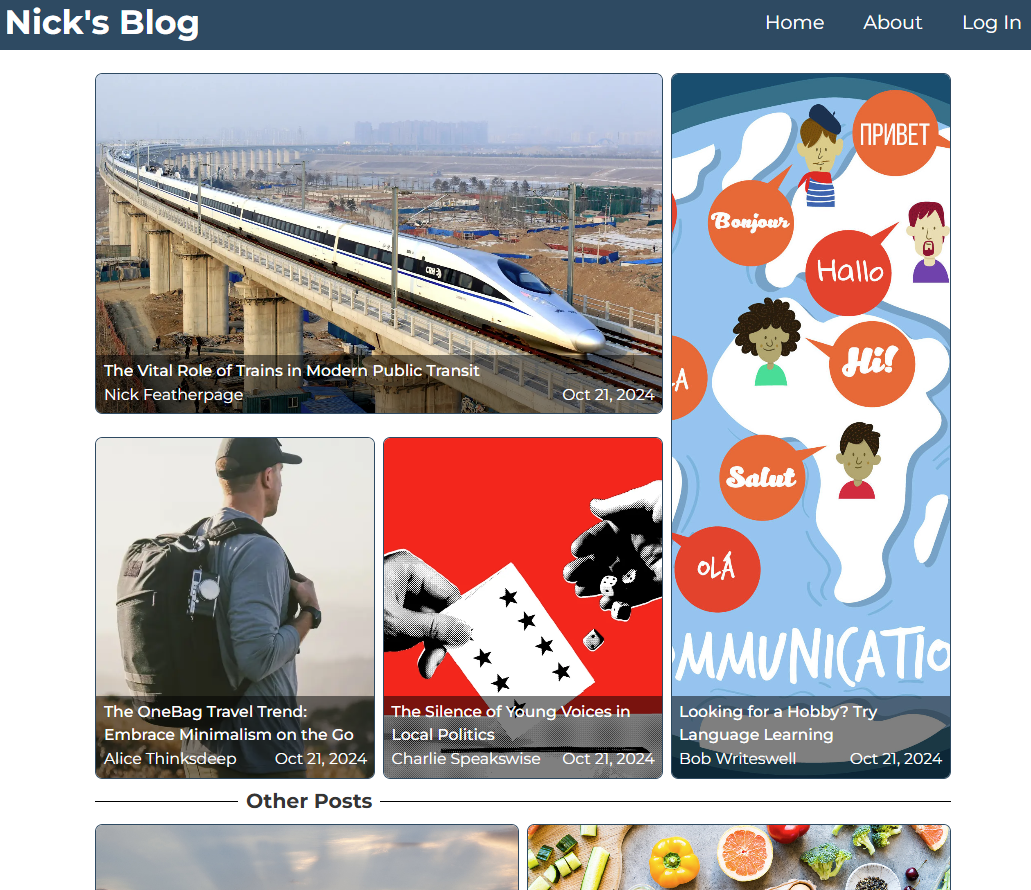 Nick's Blog
Home About Log In
CRH
The Vital Role of Trains in Modern Public Transit
Nick Featherpage Oct 21, 2024
ПРИВЕТ
Bonjour
Hallo
Hi!
Salut
OLÁ
The OneBag Travel Trend:
Embrace Minimalism on the Go
Alice Thinksdeep Oct 21, 2024
The Silence of Young Voices in
Local Politics
Charlie Speakswise Oct 21, 2024
Looking for a Hobby? Try
Language Learning
Bob Writeswell Oct 21, 2024
Other Posts